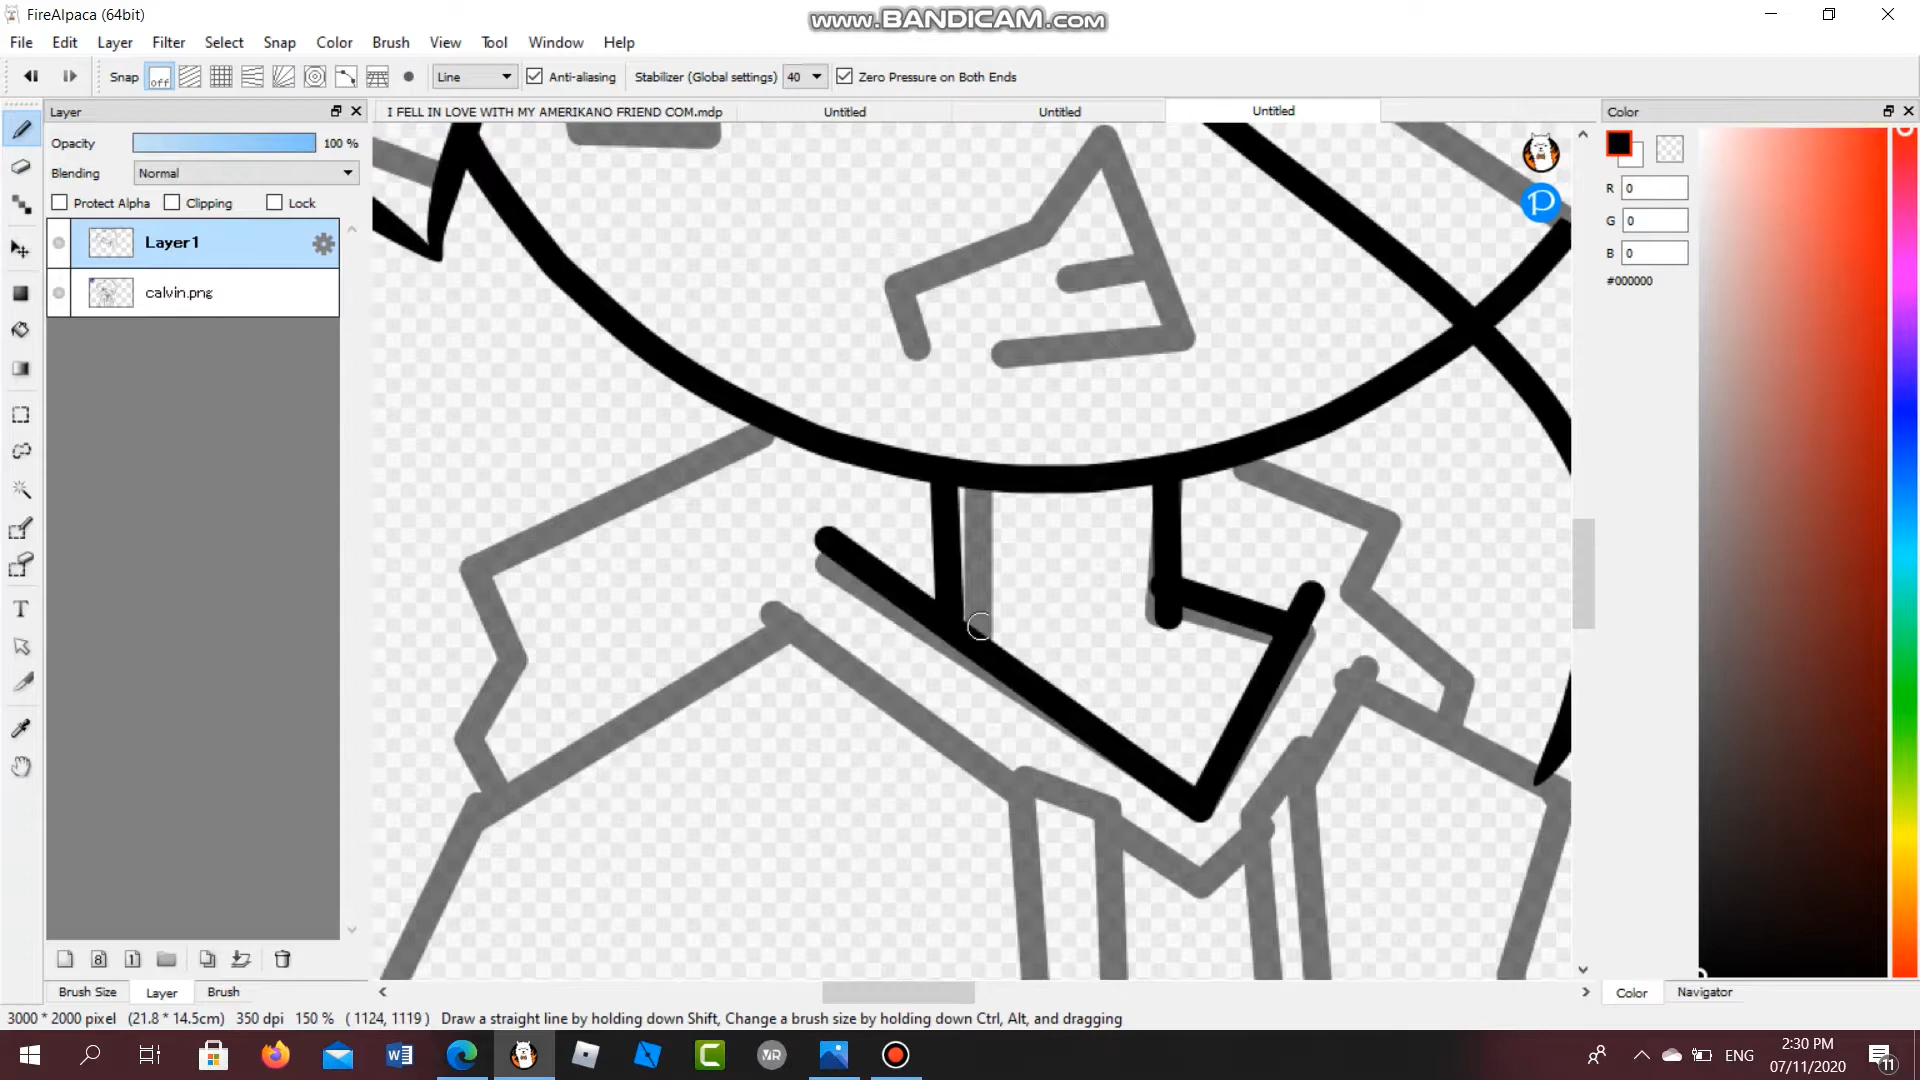 FireAlpaca (64bit)
www.BANDICAM.com
File Edit Layer Filter Select Snap Color Brush View Tool Window Help
Snap off Line Anti-aliasing Stabilizer (Global settings) 40 Zero Pressure on Both Ends
Layer
I FELL IN LOVE WITH MY AMERIKANO FRIEND COM.mdp Untitled Untitled Untitled
Color
Opacity 100 %
Blending Normal
Protect Alpha Clipping Lock
Layer1
calvin.png
R 0
G 0
B 0
#000000
P
T
8 1
Brush Size Layer Brush
Color Navigator
3000 * 2000 pixel (21.8 * 14.5cm) 350 dpi 150 % ( 1124, 1119 ) Draw a straight line by holding down Shift, Change a brush size by holding down Ctrl, Alt, and dragging
W C VR
ENG
2:30 PM
07/11/2020
11